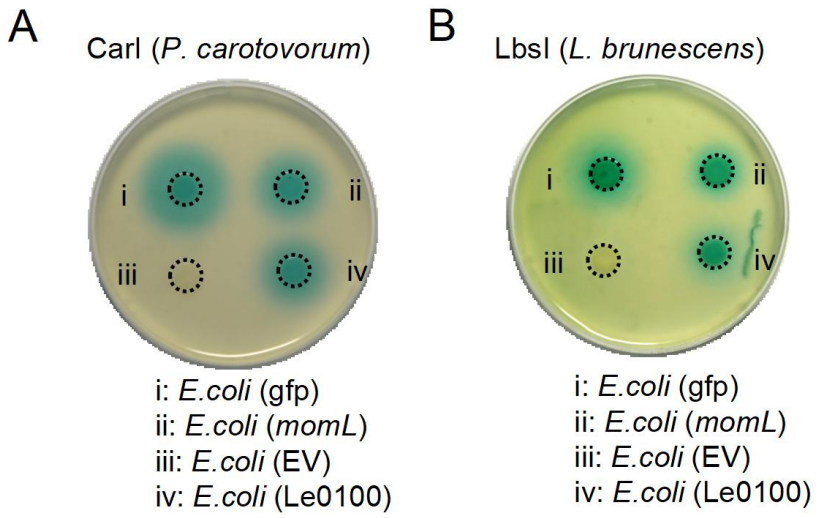 A
CarI (P. carotovorum)
i
ii
iii
iv
i: E.coli (gfp)
ii: E.coli (momL)
iii: E.coli (EV)
iv: E.coli (Le0100)
B
LbsI (L. brunescens)
i
ii
iii
iv
i: E.coli (gfp)
ii: E.coli (momL)
iii: E.coli (EV)
iv: E.coli (Le0100)